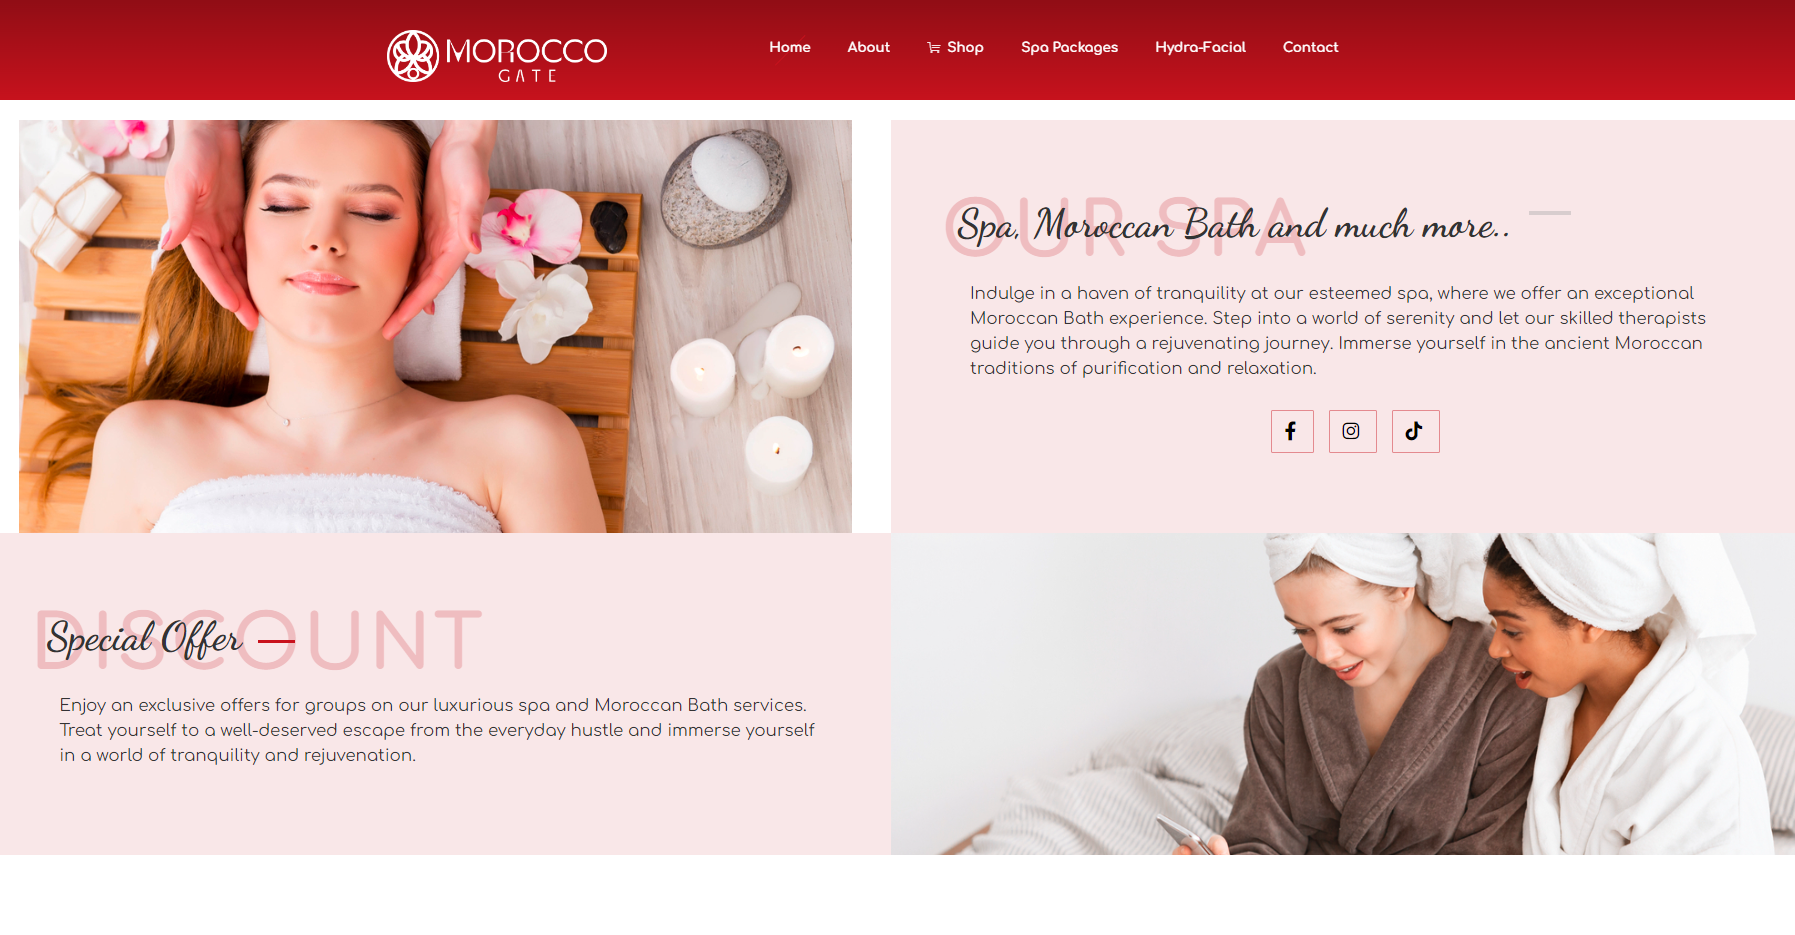 MOROCCO
GATE
Home About Shop Spa Packages Hydra-Facial Contact
OUR SPA
Spa, Moroccan Bath and much more..
Indulge in a haven of tranquility at our esteemed spa, where we offer an exceptional
Moroccan Bath experience. Step into a world of serenity and let our skilled therapists
guide you through a rejuvenating journey. Immerse yourself in the ancient Moroccan
traditions of purification and relaxation.
DISCOUNT
Special Offer
Enjoy an exclusive offers for groups on our luxurious spa and Moroccan Bath services.
Treat yourself to a well-deserved escape from the everyday hustle and immerse yourself
in a world of tranquility and rejuvenation.